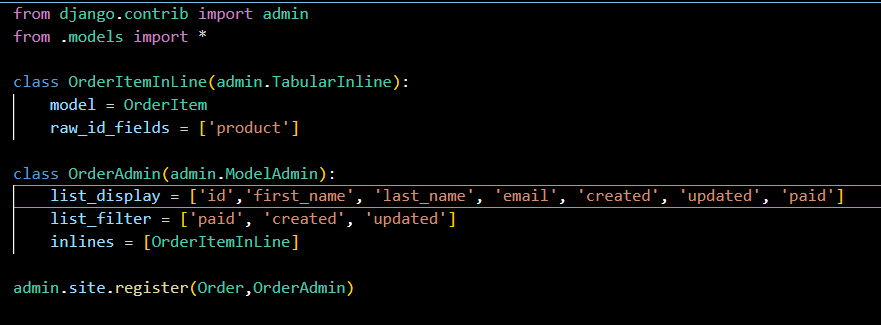 from django.contrib import admin
from .models import *
class OrderItemInLine(admin.TabularInline):
model = OrderItem
raw_id_fields = ['product']
class OrderAdmin(admin.ModelAdmin):
list_display = ['id','first_name', 'last_name', 'email', 'created', 'updated', 'paid']
list_filter = ['paid', 'created', 'updated']
inlines = [OrderItemInLine]
admin.site.register(Order,OrderAdmin)